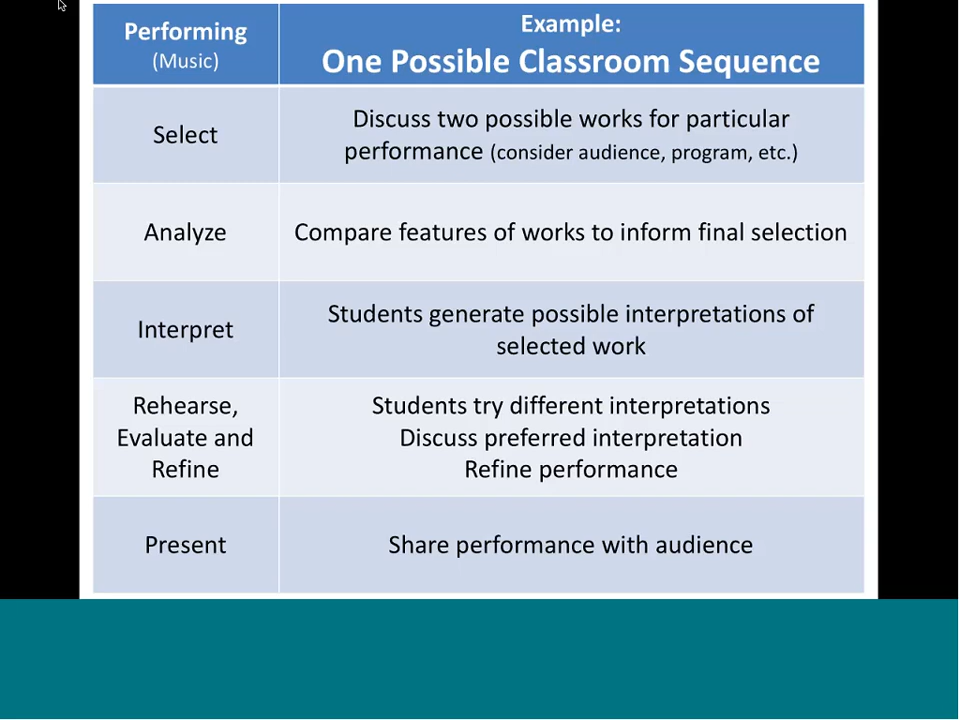 Performing
(Music)
Example:
One Possible Classroom Sequence
Select
Discuss two possible works for particular
performance (consider audience, program, etc.)
Analyze
Compare features of works to inform final selection
Interpret
Students generate possible interpretations of
selected work
Rehearse,
Evaluate and
Refine
Students try different interpretations
Discuss preferred interpretation
Refine performance
Present
Share performance with audience